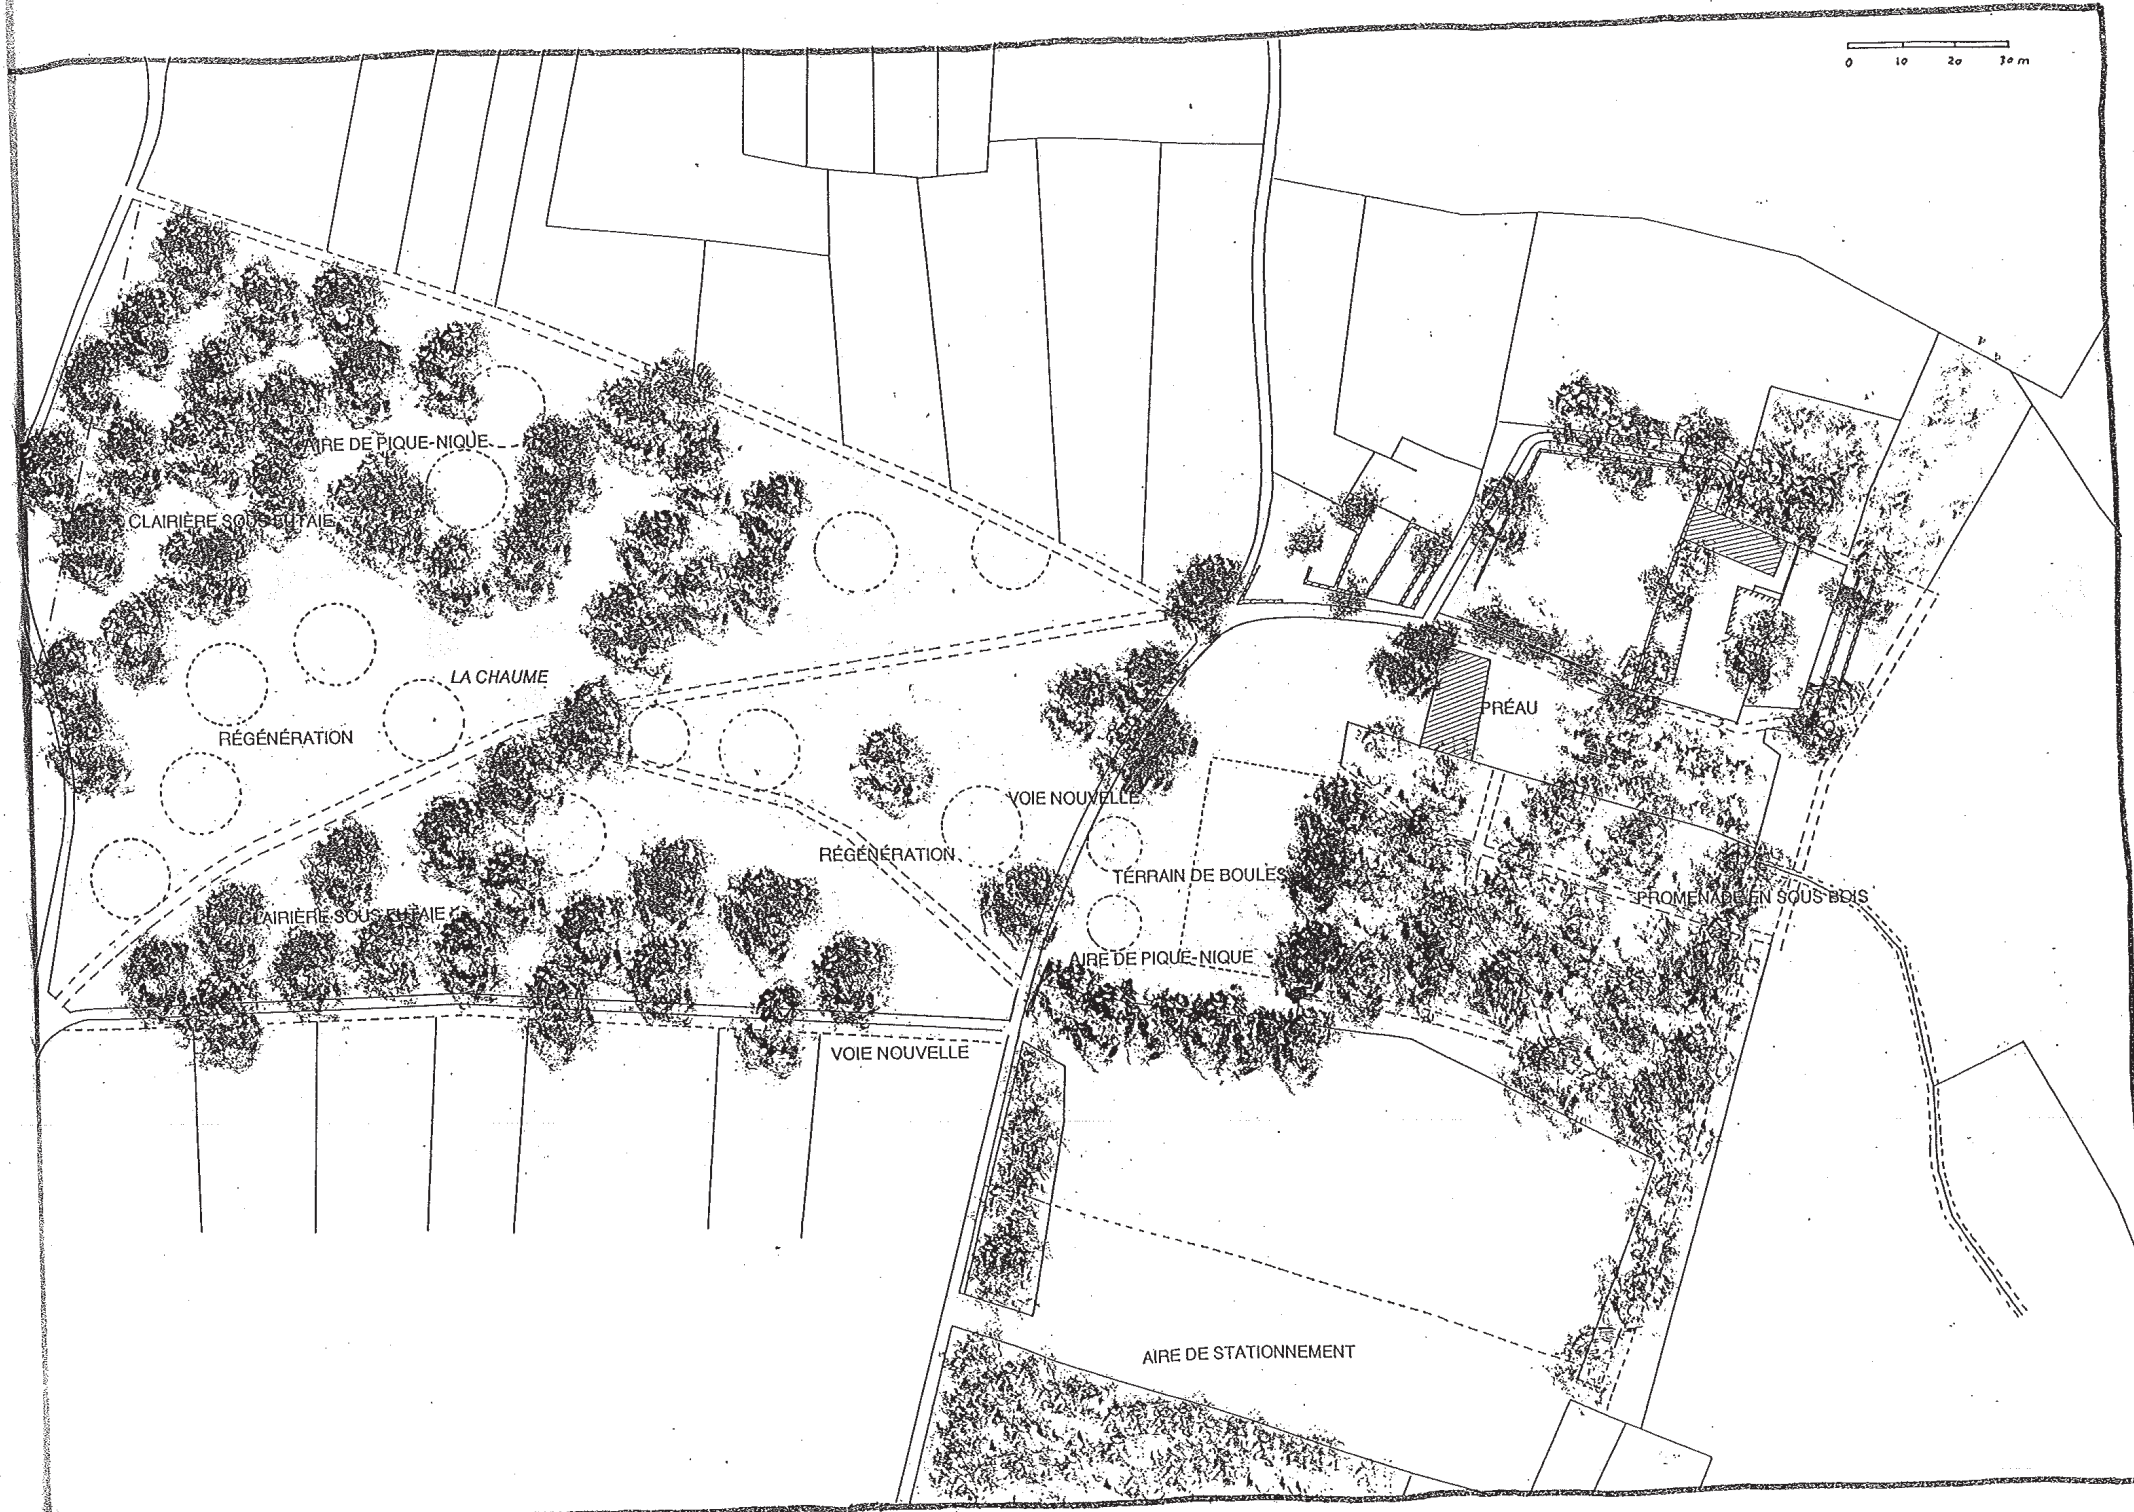 0 10 20 30 m
AIRE DE PIQUE-NIQUE
CLAIRIÈRE SOUS FUTAIE
LA CHAUME
RÉGÉNÉRATION
PRÉAU
VOIE NOUVELLE
RÉGÉNÉRATION
TERRAIN DE BOULES
PROMENADE EN SOUS BOIS
CLAIRIÈRE SOUS FUTAIE
AIRE DE PIQUE-NIQUE
VOIE NOUVELLE
AIRE DE STATIONNEMENT